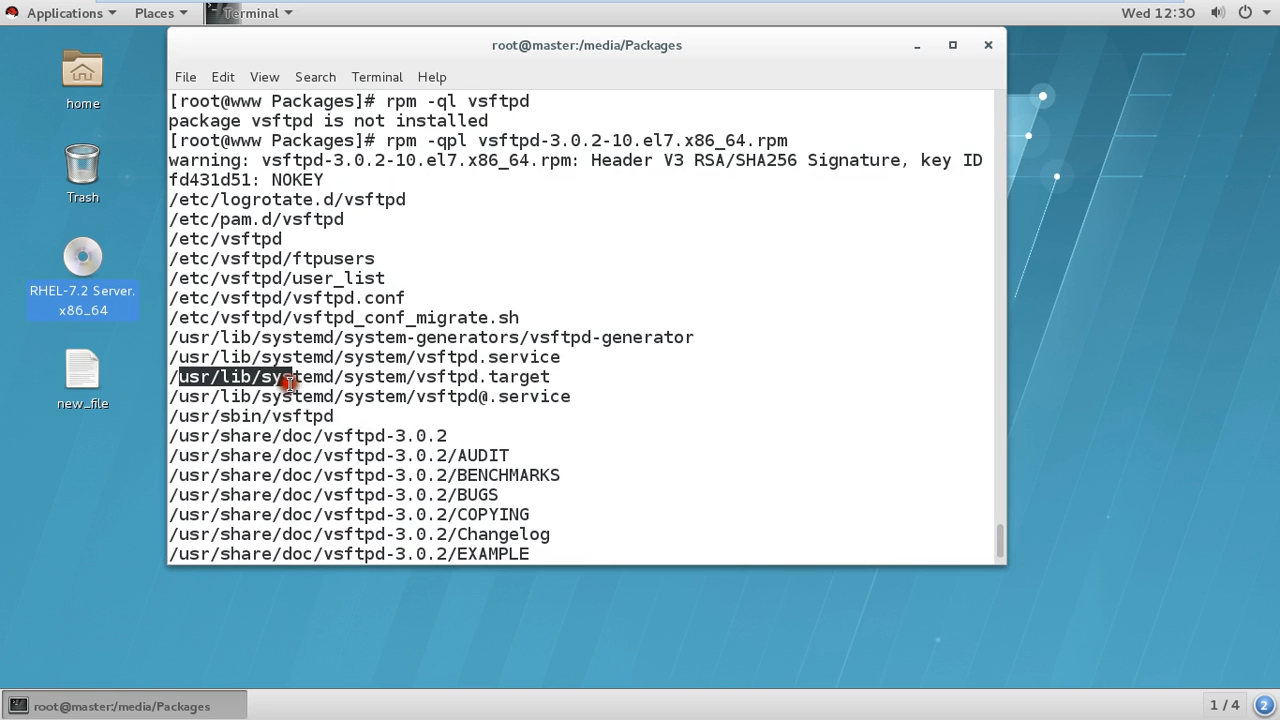 Applications Places Terminal Wed 12:30
root@master:/media/Packages
File Edit View Search Terminal Help
[root@www Packages]# rpm -ql vsftpd
package vsftpd is not installed
[root@www Packages]# rpm -qpl vsftpd-3.0.2-10.el7.x86_64.rpm
warning: vsftpd-3.0.2-10.el7.x86_64.rpm: Header V3 RSA/SHA256 Signature, key ID
fd431d51: NOKEY
/etc/logrotate.d/vsftpd
/etc/pam.d/vsftpd
/etc/vsftpd
/etc/vsftpd/ftpusers
/etc/vsftpd/user_list
/etc/vsftpd/vsftpd.conf
/etc/vsftpd/vsftpd_conf_migrate.sh
/usr/lib/systemd/system-generators/vsftpd-generator
/usr/lib/systemd/system/vsftpd.service
/usr/lib/systemd/system/vsftpd.target
/usr/lib/systemd/system/vsftpd@.service
/usr/sbin/vsftpd
/usr/share/doc/vsftpd-3.0.2
/usr/share/doc/vsftpd-3.0.2/AUDIT
/usr/share/doc/vsftpd-3.0.2/BENCHMARKS
/usr/share/doc/vsftpd-3.0.2/BUGS
/usr/share/doc/vsftpd-3.0.2/COPYING
/usr/share/doc/vsftpd-3.0.2/Changelog
/usr/share/doc/vsftpd-3.0.2/EXAMPLE
home
Trash
RHEL-7.2 Server.
x86_64
new_file
root@master:/media/Packages 1 / 4 2